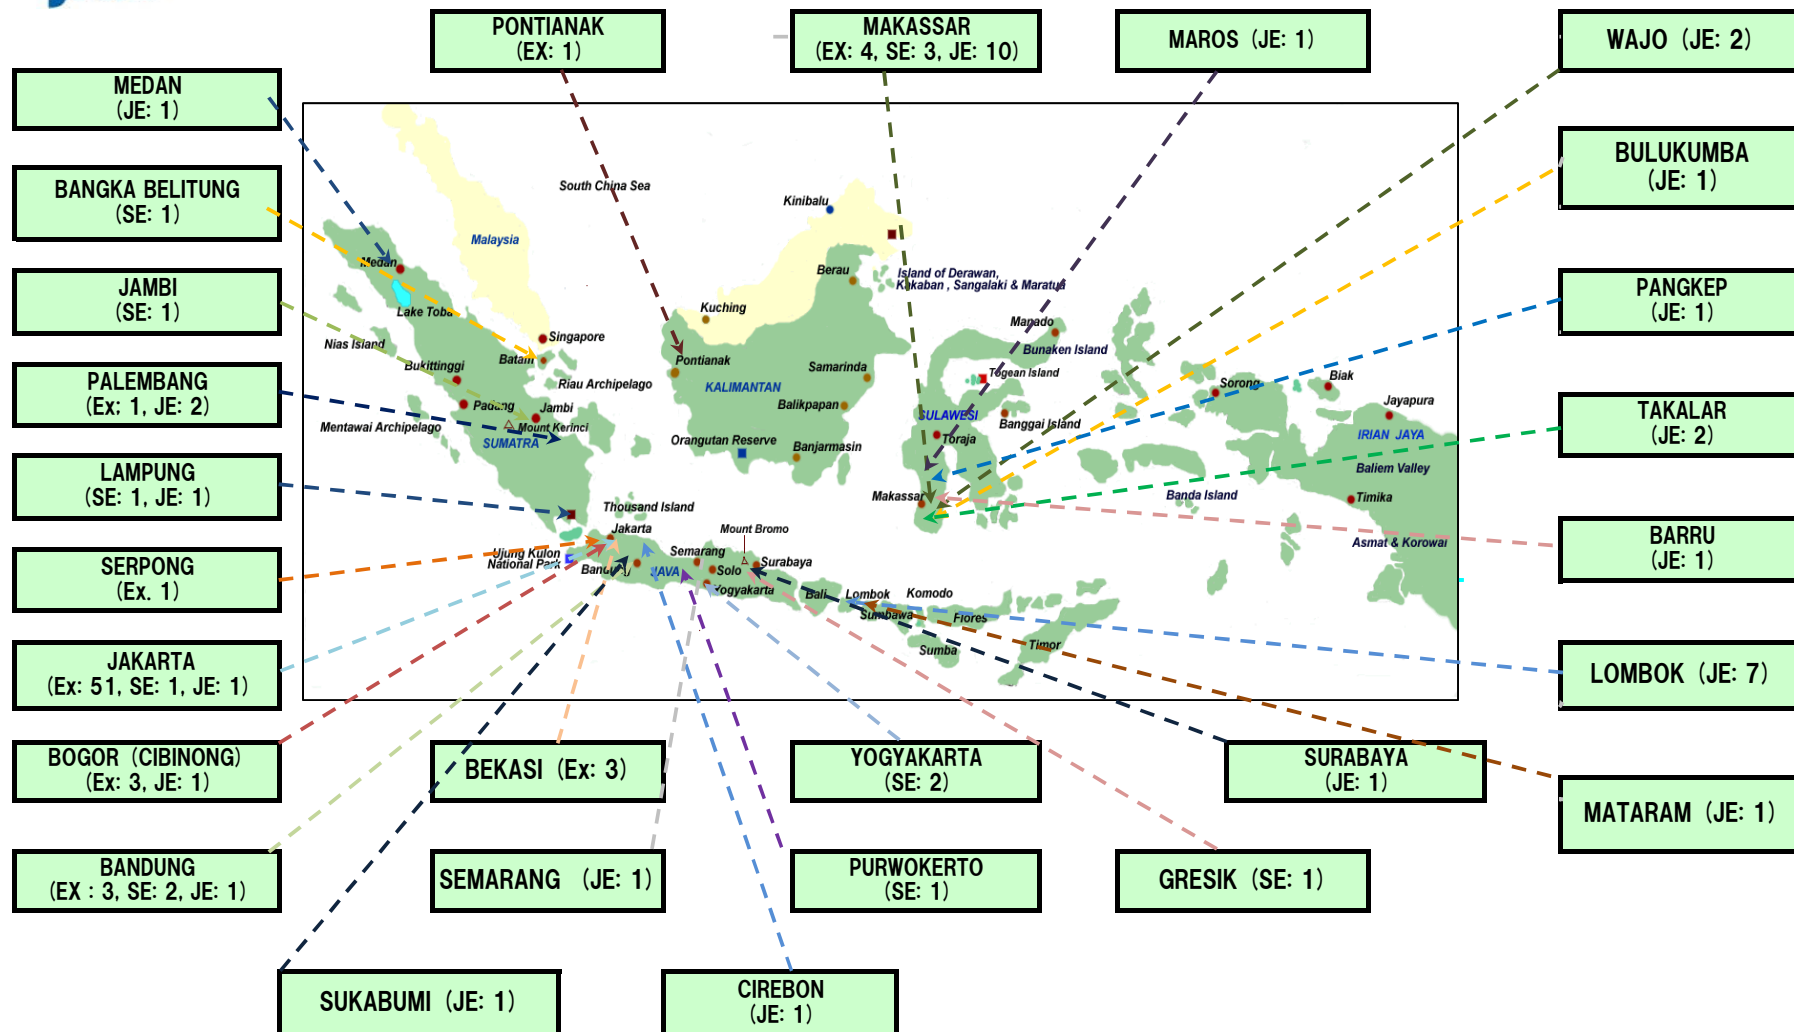 PONTIANAK
(EX: 1)
MAKASSAR
(EX: 4, SE: 3, JE: 10)
MAROS (JE: 1)
WAJO (JE: 2)
MEDAN
(JE: 1)
BANGKA BELITUNG
(SE: 1)
JAMBI
(SE: 1)
PALEMBANG
(Ex: 1, JE: 2)
LAMPUNG
(SE: 1, JE: 1)
SERPONG
(Ex. 1)
JAKARTA
(Ex: 51, SE: 1, JE: 1)
BOGOR (CIBINONG)
(Ex: 3, JE: 1)
BANDUNG
(EX : 3, SE: 2, JE: 1)
BULUKUMBA
(JE: 1)
PANGKEP
(JE: 1)
TAKALAR
(JE: 2)
BARRU
(JE: 1)
LOMBOK (JE: 7)
MATARAM (JE: 1)
BEKASI (Ex: 3)
YOGYAKARTA
(SE: 2)
SURABAYA
(JE: 1)
SEMARANG (JE: 1)
PURWOKERTO
(SE: 1)
GRESIK (SE: 1)
SUKABUMI (JE: 1)
CIREBON
(JE: 1)
South China Sea
Kinibalu
Malaysia
Medan
Lake Toba
Berau
Island of Derawan,
Kakaban , Sangalaki & Maratua
Kuching
Singapore
Nias Island
Batam
Bukittinggi
Riau Archipelago
Pontianak
KALIMANTAN
Samarinda
Balikpapan
Manado
Bunaken Island
Togean Island
SULAWESI
Banggai Island
Toraja
Sorong
Biak
Jayapura
IRIAN JAYA
Baliem Valley
Timika
Padang
Jambi
Mount Kerinci
Mentawai Archipelago
SUMATRA
Orangutan Reserve
Banjarmasin
Makassar
Banda Island
Asmat & Korowai
Thousand Island
Jakarta
Ujung Kulon
National Park
JAVA
Semarang
Solo
Yogyakarta
Mount Bromo
Surabaya
Bali
Lombok
Komodo
Sumbawa
Flores
Sumba
Timor